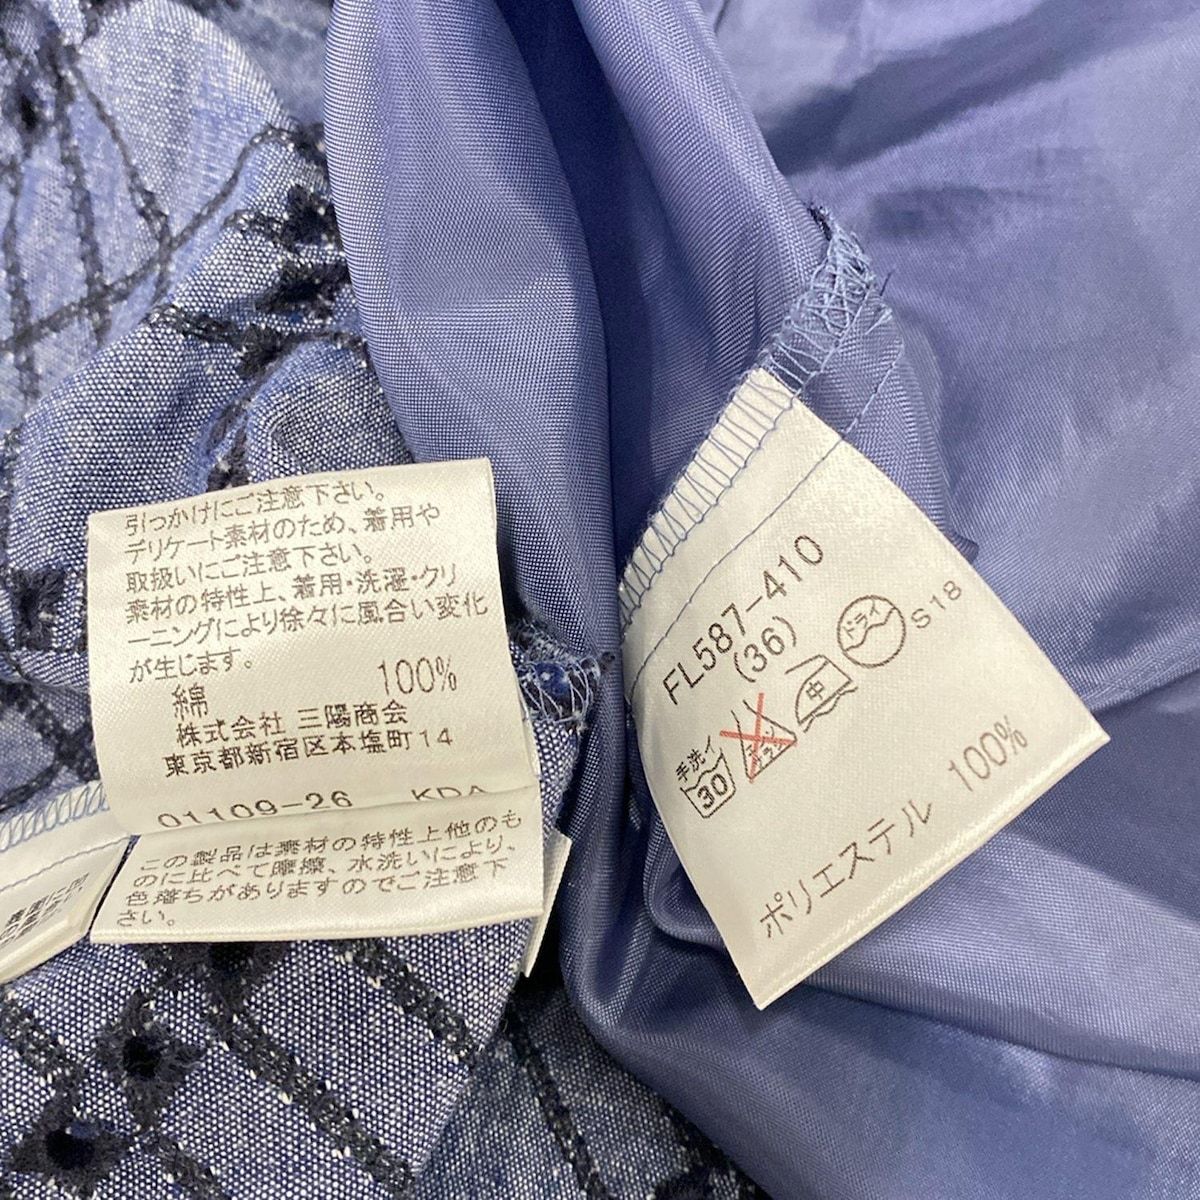 引つかけにご注意下さい。
デリケート素材のため、着用や
取扱いにご注意下さい。
素材の特性上、着用・洗濯・クリ
ーニングにより徐々に風合い変化
が生じます。
綿 100%
株式会社 三陽商会
東京都新宿区本塩町14
01109-26 KDA
この製品は素材の特性上他のも
のに比べて摩擦、水洗いにより、
色落ちがありますのでご注意下
さい。
FL587-410
(36)
手洗イ
30
中
ドライ
S18
ポリエステル 100%